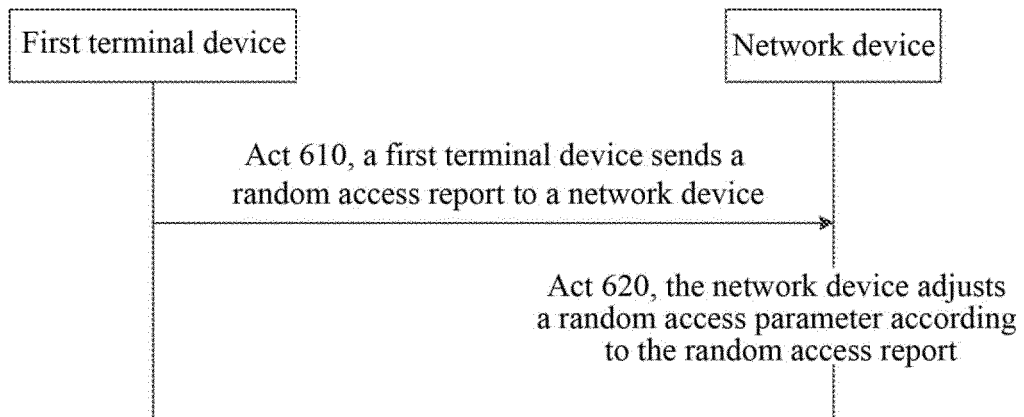 First terminal device
Network device
Act 610, a first terminal device sends a
random access report to a network device
Act 620, the network device adjusts
a random access parameter according
to the random access report